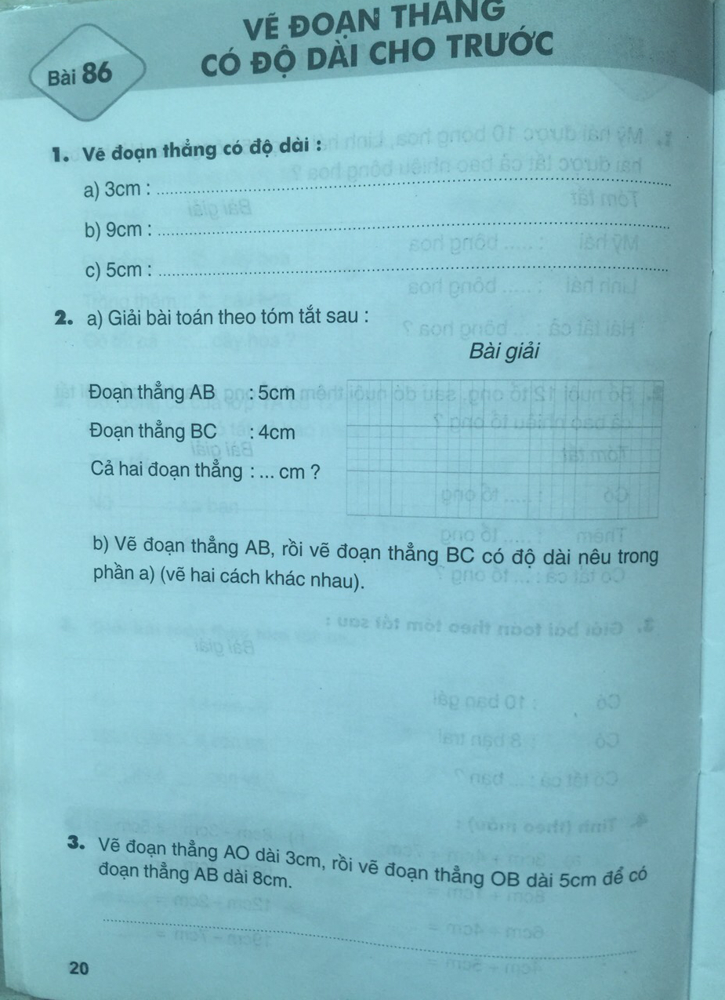 VẼ ĐOẠN THẲNG
CÓ ĐỘ DÀI CHO TRƯỚC
Bài 86
1. Vẽ đoạn thẳng có độ dài :
a) 3cm :
b) 9cm :
c) 5cm :
2. a) Giải bài toán theo tóm tắt sau :
Bài giải
Đoạn thẳng AB : 5cm
Đoạn thẳng BC : 4cm
Cả hai đoạn thẳng : ... cm ?
b) Vẽ đoạn thẳng AB, rồi vẽ đoạn thẳng BC có độ dài nêu trong
phần a) (vẽ hai cách khác nhau).
3. Vẽ đoạn thẳng AO dài 3cm, rồi vẽ đoạn thẳng OB dài 5cm để có
đoạn thẳng AB dài 8cm.
20